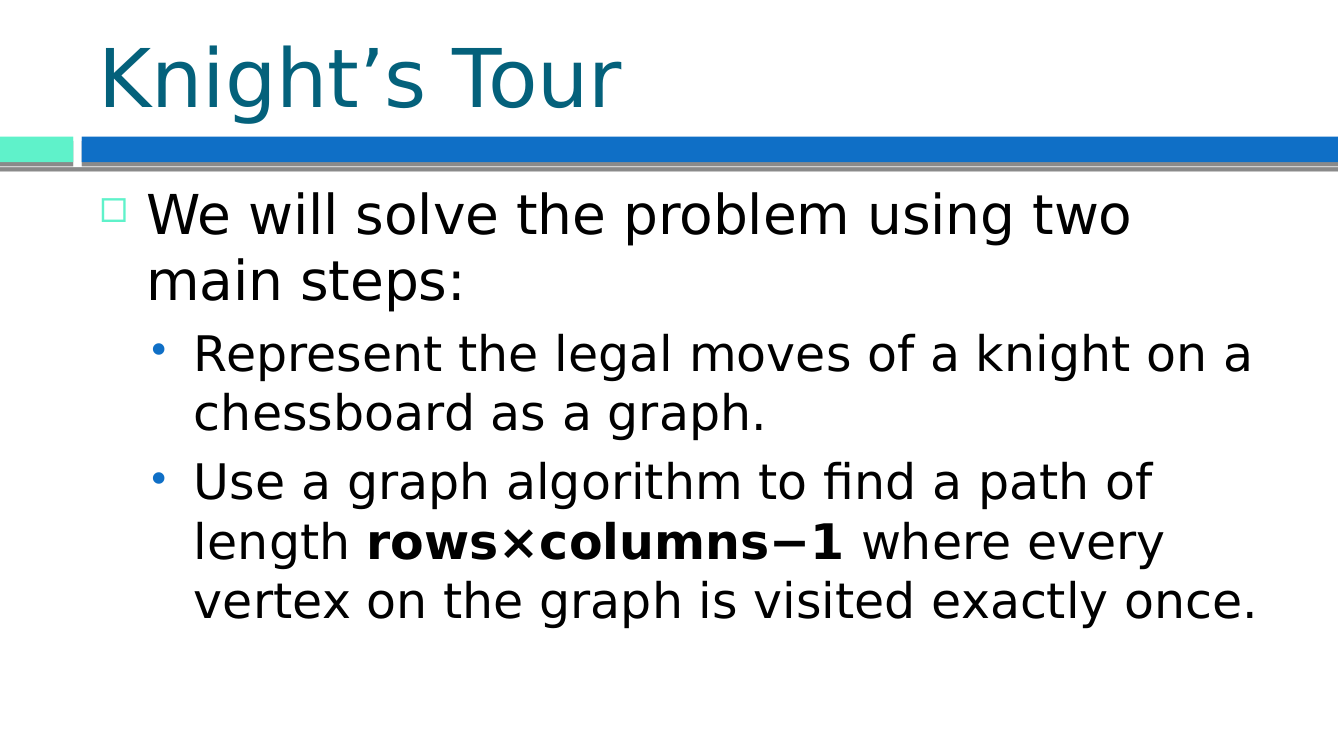 Knight’s Tour
We will solve the problem using two
main steps:
• Represent the legal moves of a knight on a
chessboard as a graph.
• Use a graph algorithm to find a path of
length rows×columns−1 where every
vertex on the graph is visited exactly once.